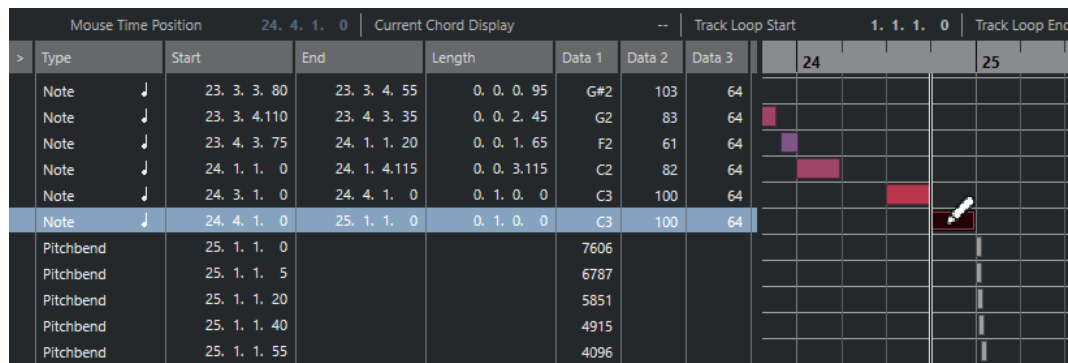 Mouse Time Position 24. 4. 1. 0 Current Chord Display -- Track Loop Start 1. 1. 1. 0 Track Loop End
> Type Start End Length Data 1 Data 2 Data 3 24 25
Note 23. 3. 3. 80 23. 3. 4. 55 0. 0. 0. 95 G#2 103 64
Note 23. 3. 4.110 23. 4. 3. 35 0. 0. 2. 45 G2 83 64
Note 23. 4. 3. 75 24. 1. 1. 20 0. 0. 1. 65 F2 61 64
Note 24. 1. 1. 0 24. 1. 4.115 0. 0. 3.115 C2 82 64
Note 24. 3. 1. 0 24. 4. 1. 0 0. 1. 0. 0 C3 100 64
Note 24. 4. 1. 0 25. 1. 1. 0 0. 1. 0. 0 C3 100 64
Pitchbend 25. 1. 1. 0 7606
Pitchbend 25. 1. 1. 5 6787
Pitchbend 25. 1. 1. 20 5851
Pitchbend 25. 1. 1. 40 4915
Pitchbend 25. 1. 1. 55 4096